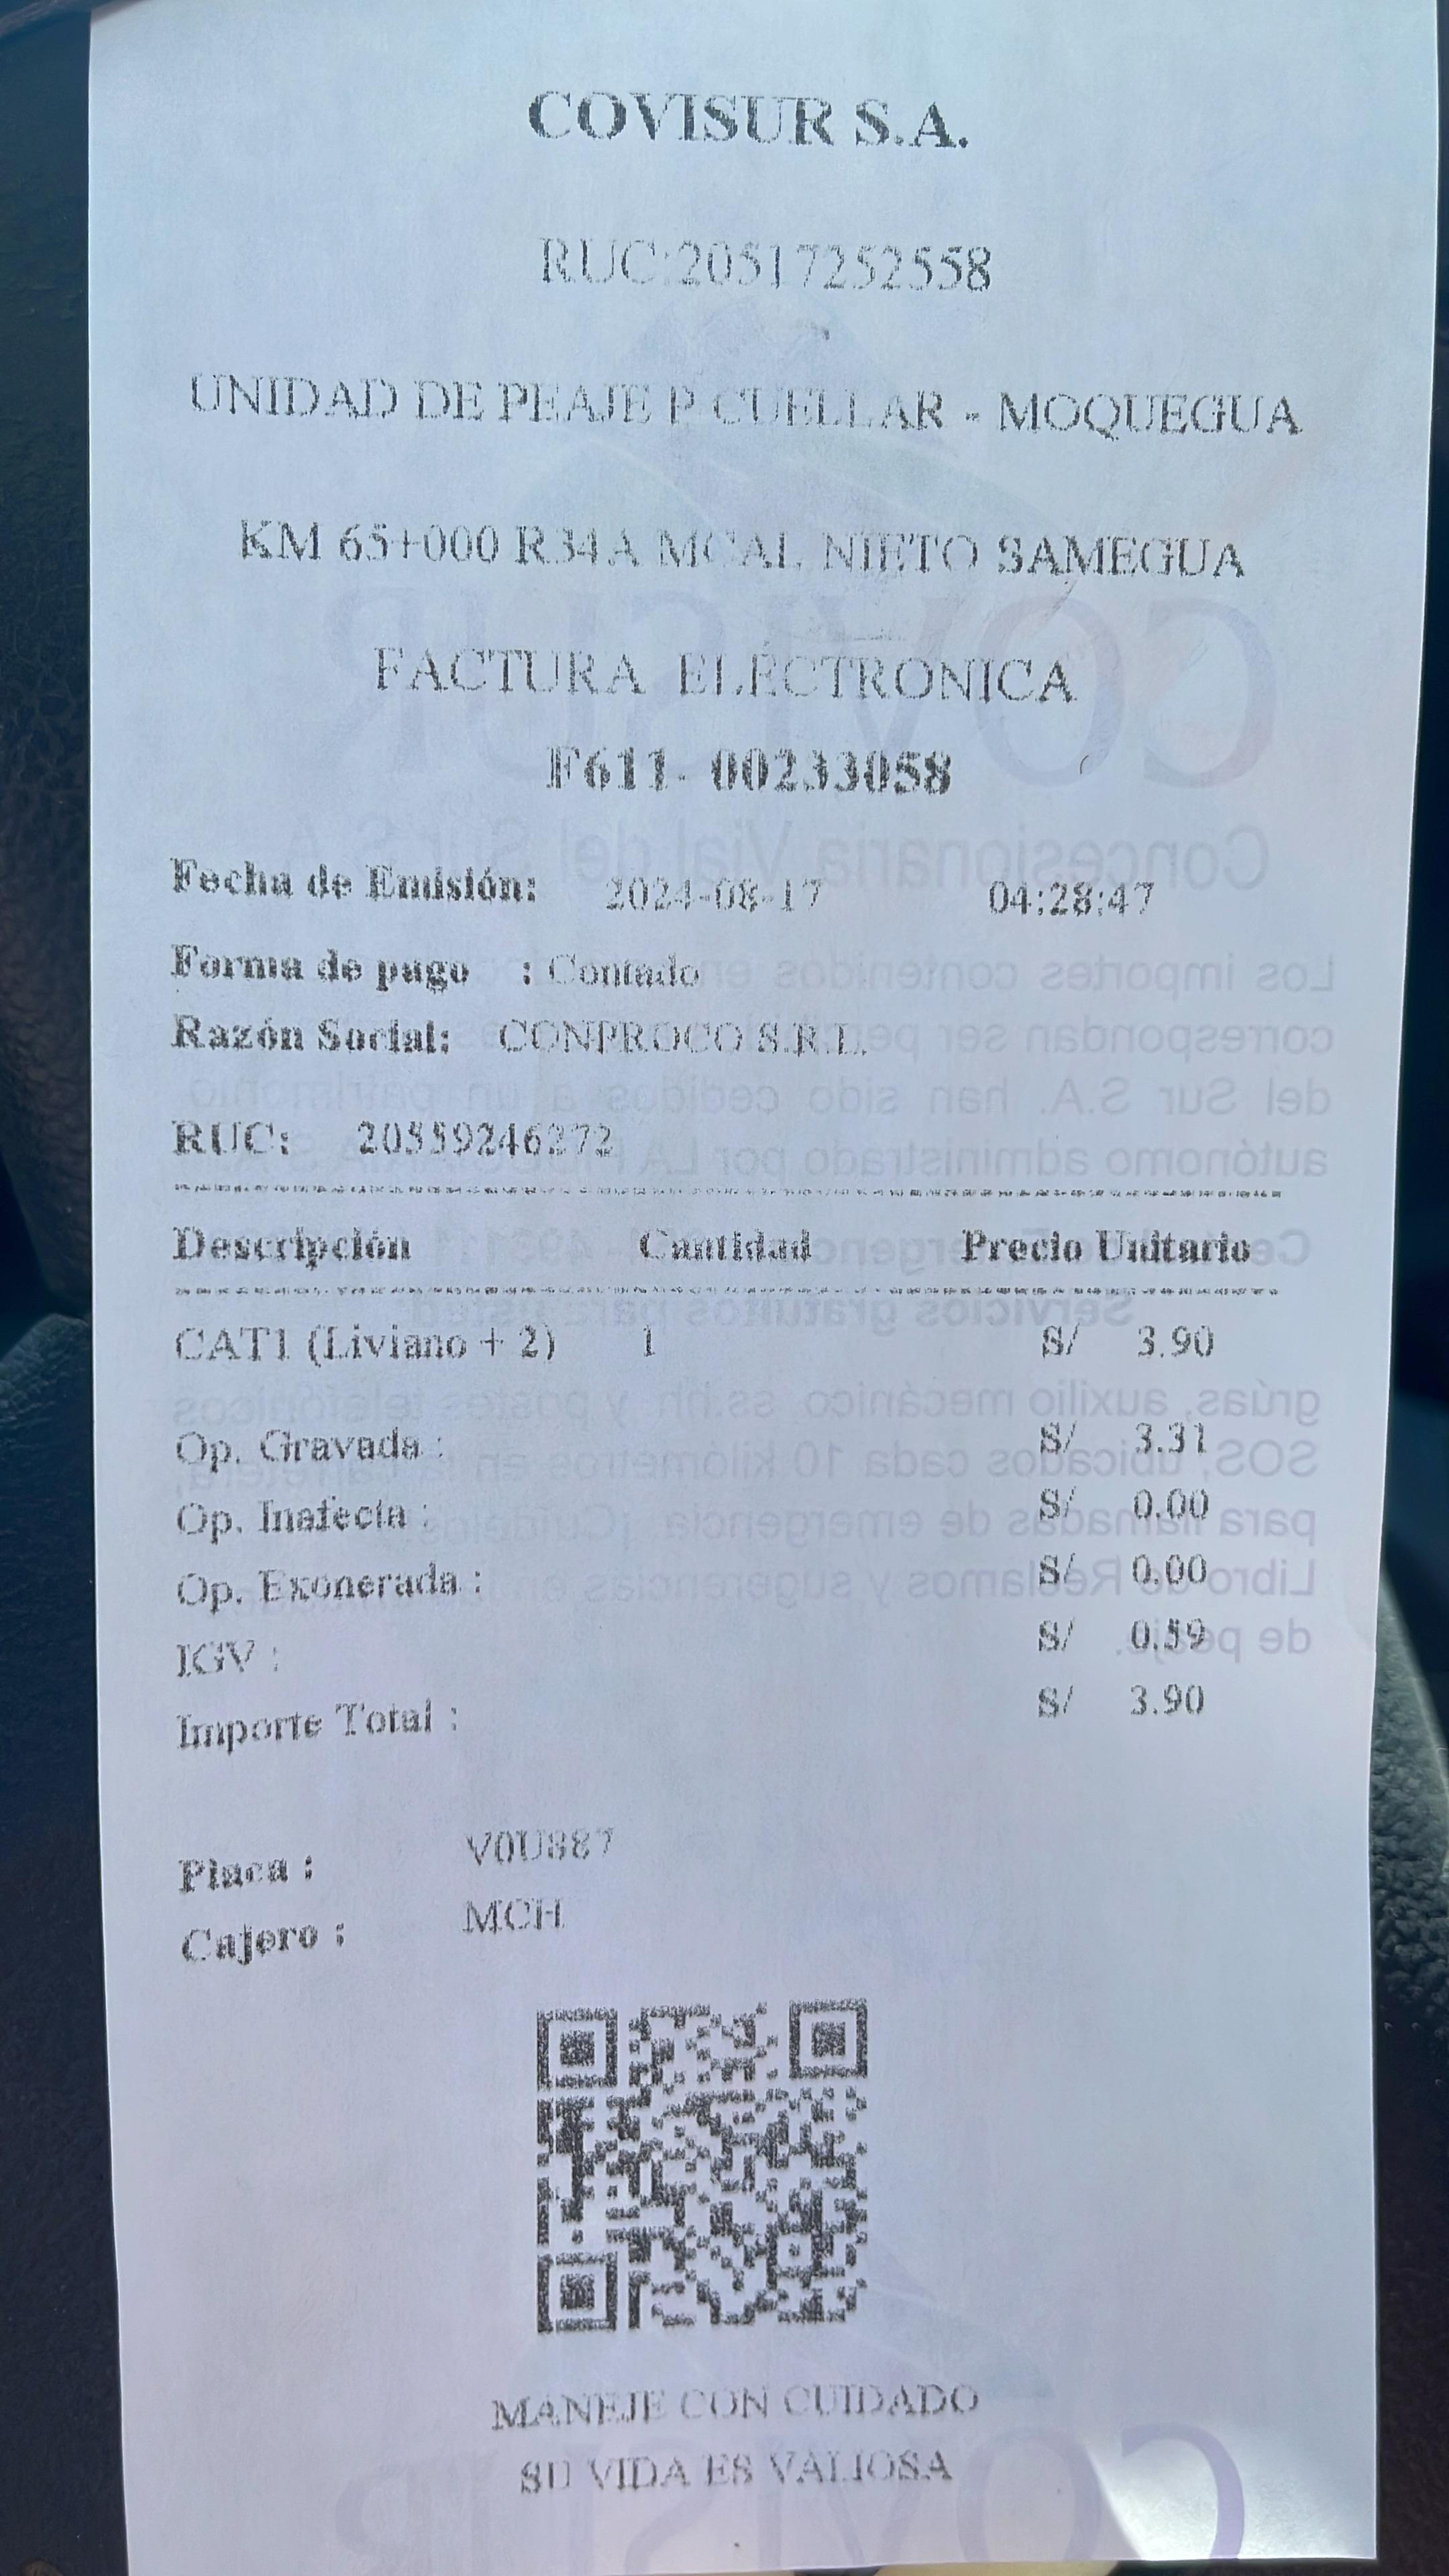 COVISUR S.A.
RUC:20517252558
UNIDAD DE PEAJE P CUELLAR - MOQUEGUA
KM 65+000 R34A MCAL NIETO SAMEGUA
FACTURA ELECTRONICA
F611- 00233058
Fecha de Emisión: 2024-08-17 04:28:47
Forma de pago : Contado
Razón Social: CONPROCO S.R.L.
RUC: 20559246272
Descripción Cantidad Precio Unitario
CAT1 (Liviano + 2) 1 S/ 3.90
Op. Gravada : S/ 3.31
Op. Inafecta : S/ 0.00
Op. Exonerada : S/ 0.00
IGV : S/ 0.59
Importe Total : S/ 3.90
Placa : V0U887
Cajero : MCH
MANEJE CON CUIDADO
SU VIDA ES VALIOSA